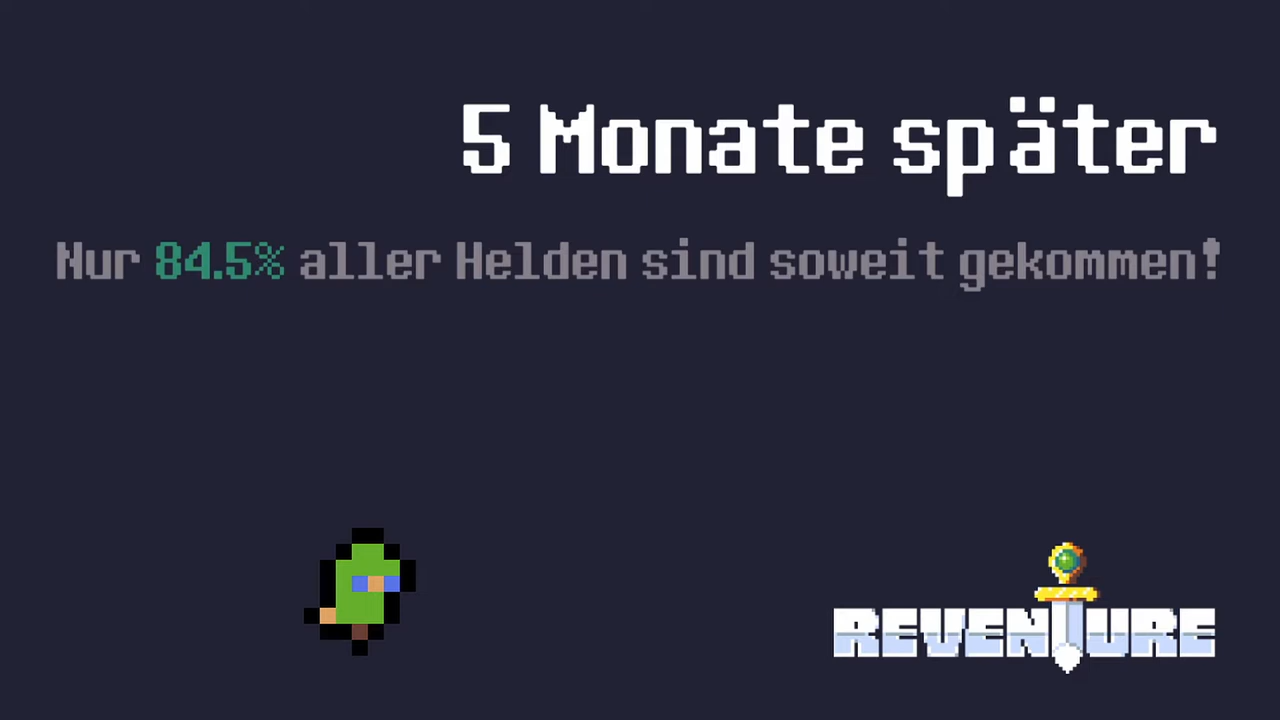 5 Monate später
Nur 84.5% aller Helden sind soweit gekommen!
REVENTURE